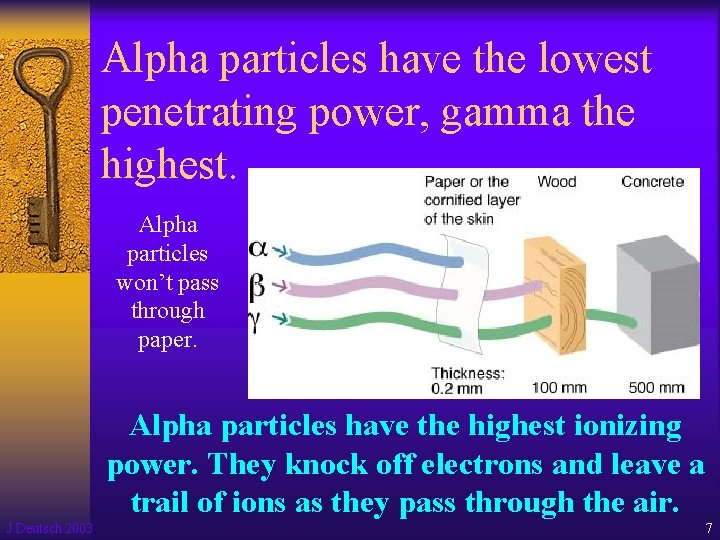 Alpha particles have the lowest
penetrating power, gamma the
highest.
Alpha
particles
won’t pass
through
paper.
Paper or the
cornified layer
of the skin
Wood
Concrete
α
β
γ
Thickness:
0.2 mm
100 mm
500 mm
Alpha particles have the highest ionizing
power. They knock off electrons and leave a
trail of ions as they pass through the air.
J Deutsch 2003
7